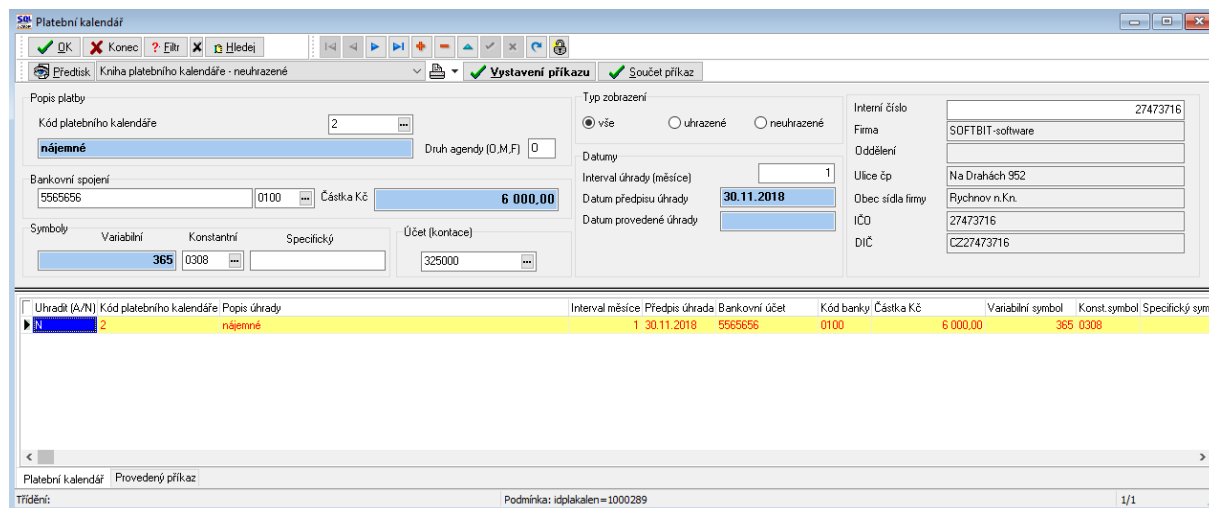 SQL Platební kalendář
OK Konec Filtr Hledej
Předtisk Kniha platebního kalendáře - neuhrazené Vystavení příkazu Součet příkaz
Popis platby
Kód platebního kalendáře 2
nájemné Druh agendy (O,M,F) O
Bankovní spojení
5565656 0100 Částka Kč 6 000,00
Symboly
Variabilní Konstantní Specifický
365 0308
Účet (kontace)
325000
Typ zobrazení
vše uhrazené neuhrazené
Datumy
Interval úhrady (měsíce) 1
Datum předpisu úhrady 30.11.2018
Datum provedené úhrady
Interní číslo 27473716
Firma SOFTBIT-software
Oddělení
Ulice čp Na Drahách 952
Obec sídla firmy Rychnov n.Kn.
IČO 27473716
DIČ CZ27473716
Uhradit (A/N) Kód platebního kalendáře Popis úhrady Interval měsíce Předpis úhrada Bankovní účet Kód banky Částka Kč Variabilní symbol Konst.symbol Specifický sym
N 2 nájemné 1 30.11.2018 5565656 0100 6 000,00 365 0308
Platební kalendář Provedený příkaz
Třídění: Podmínka: idplakalen=1000289 1/1